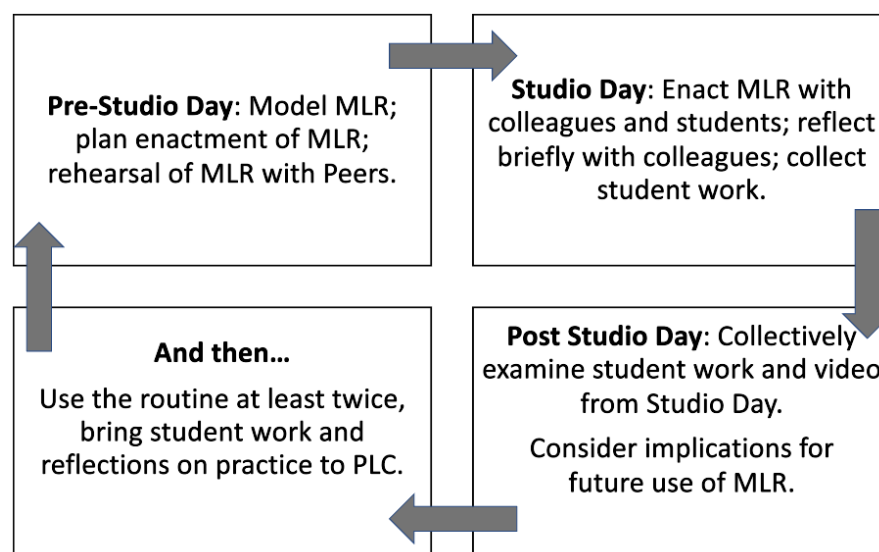 Pre-Studio Day: Model MLR;
plan enactment of MLR;
rehearsal of MLR with Peers.
Studio Day: Enact MLR with
colleagues and students; reflect
briefly with colleagues; collect
student work.
Post Studio Day: Collectively
examine student work and video
from Studio Day.
Consider implications for
future use of MLR.
And then...
Use the routine at least twice,
bring student work and
reflections on practice to PLC.